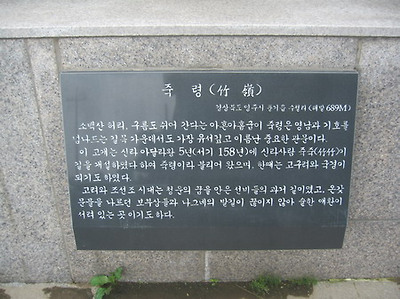 죽 령 (竹 嶺)
경상북도 영주시 풍기읍 수철리 (해발 689M)
소백산 허리, 구름도 쉬어 간다는 아흔아홉굽이 죽령은 영남과 기호를
넘나드는 길목 가운데서도 가장 유서깊고 이름난 중요한 관문이다.
이 고개는 신라 아달라왕 5년(서기 158년)에 신라사람 죽죽(竹竹)이
길을 개설하였다 하여 죽령이라 불리어 왔으며, 한때는 고구려와 국경이
되기도 하였다.
고려와 조선조 시대는 청운의 꿈을 안은 선비들의 과거 길이였고, 온갖
문물을 나르던 보부상들과 나그네의 발길이 끊이지 않아 숱한 애환이
서려 있는 곳 이기도 하다.